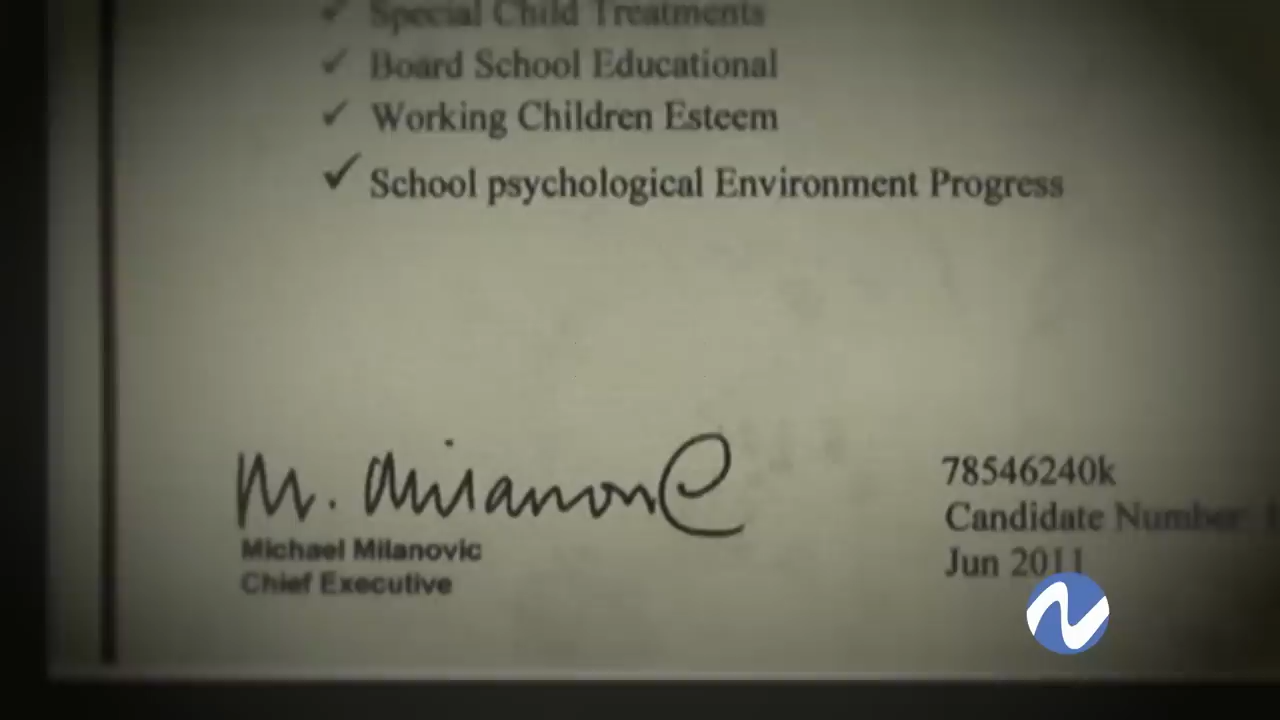 ✓ Special Child Treatments
✓ Board School Educational
✓ Working Children Esteem
✓ School psychological Environment Progress
M. Milanovic
Michael Milanovic
Chief Executive
78546240k
Candidate Number
Jun 2011